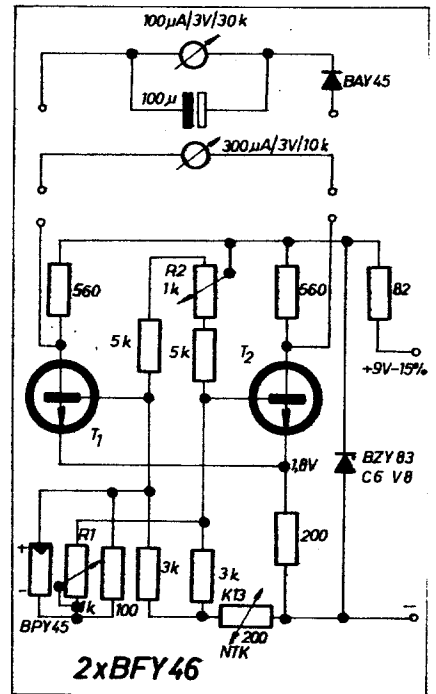 100μA/3V/30k
BAY45
100μ
300μA/3V/10k
R2
1k
560
560
82
5k
5k
T2
T1
+9V-15%
1,8V
BZY83
C6 V8
+
R1
-
1k
100
3k
3k
200
K13
BPY45
200
NTK
-
2xBFY46